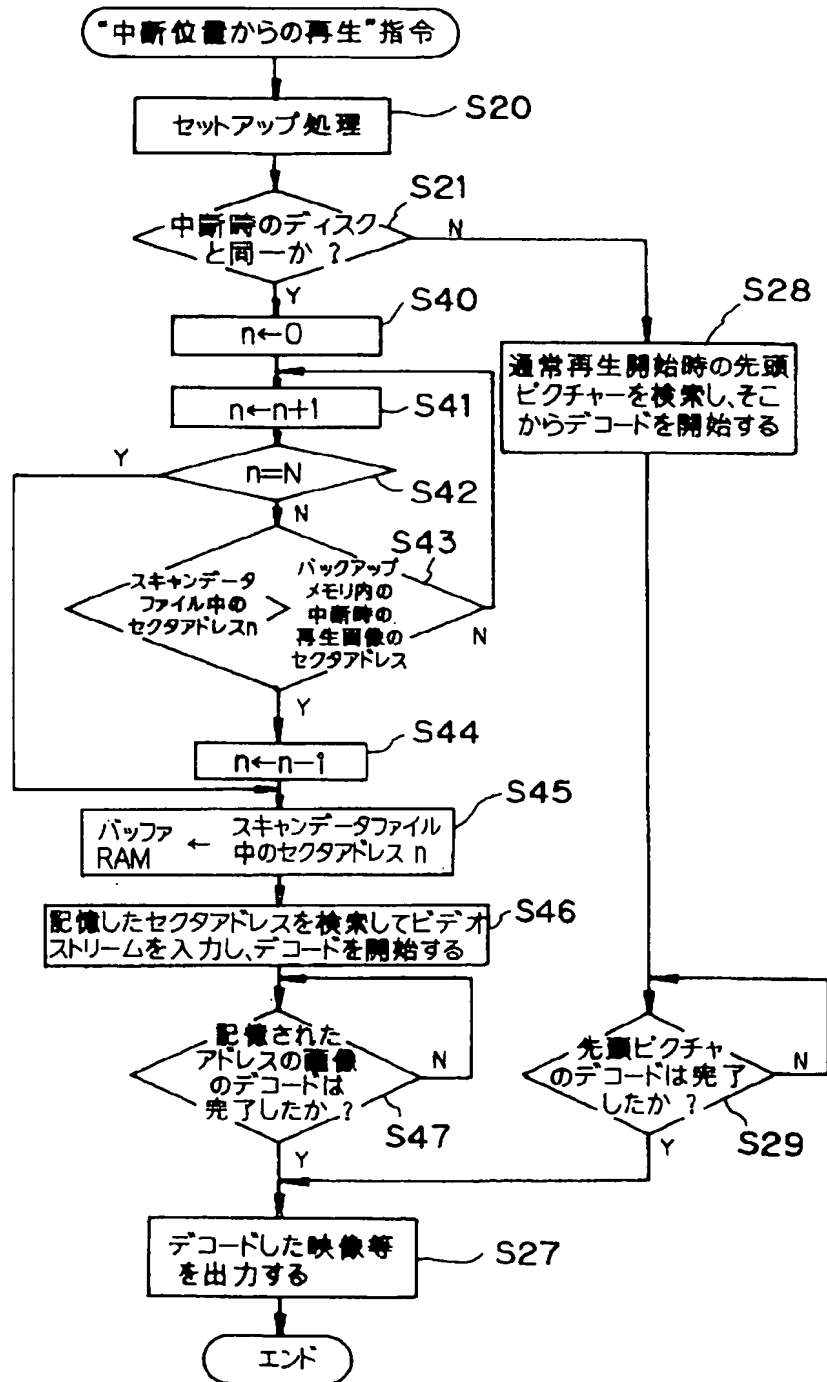 "中断位置からの再生"指令
セットアップ処理
S20
S21
中断時のディスク
と同一か?
N
Y
S40
n←0
S28
通常再生開始時の先頭
ピクチャーを検索し、そこ
からデコードを開始する
n←n+1
S41
Y
n=N
S42
N
S43
スキャンデータ
ファイル中の
セクタアドレスn
>
バックアップ
メモリ内の
中断時の
再生画像の
セクタアドレス
N
Y
S44
n←n-1
S45
バッファ
RAM
←
スキャンデータファイル
中のセクタアドレス n
S46
記憶したセクタアドレスを検索してビデオ
ストリームを入力し、デコードを開始する
記憶された
アドレスの画像
のデコードは
完了したか?
N
S47
Y
先頭ピクチャ
のデコードは完了
したか?
N
S29
Y
デコードした映像等
を出力する
S27
エンド